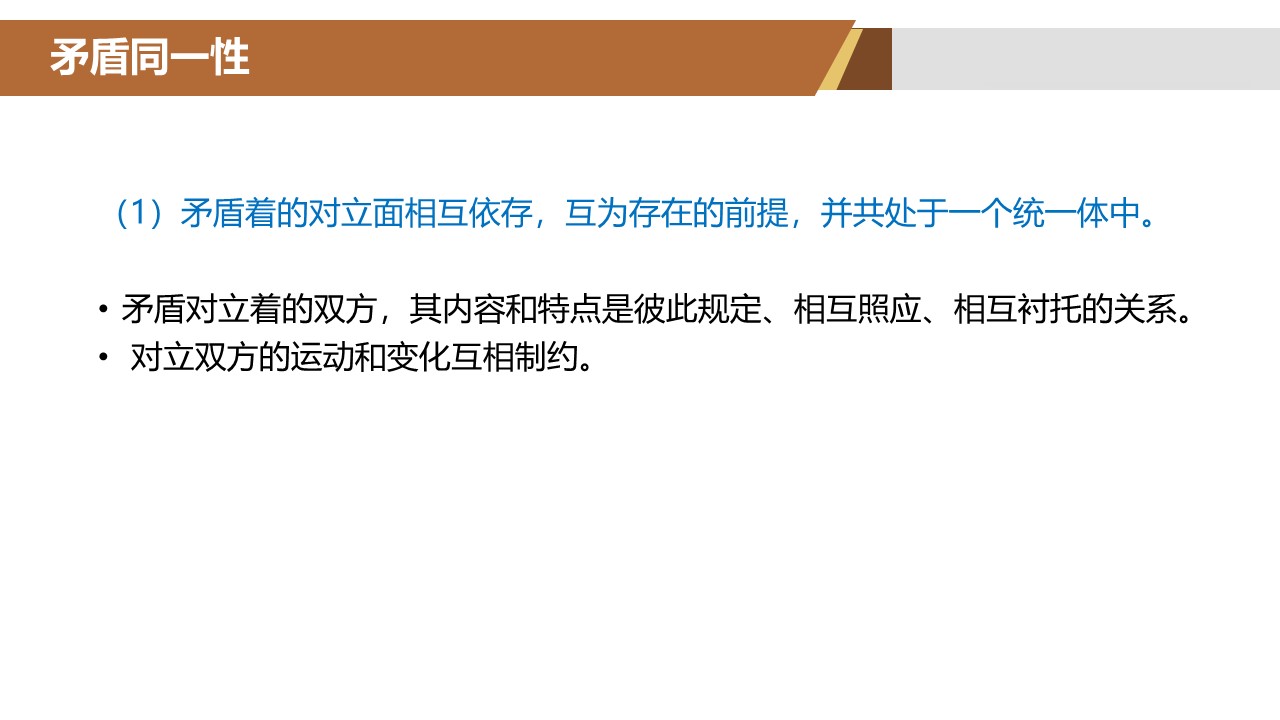 矛盾同一性
（1）矛盾着的对立面相互依存，互为存在的前提，并共处于一个统一体中。
• 矛盾对立着的双方，其内容和特点是彼此规定、相互照应、相互衬托的关系。
• 对立双方的运动和变化互相制约。